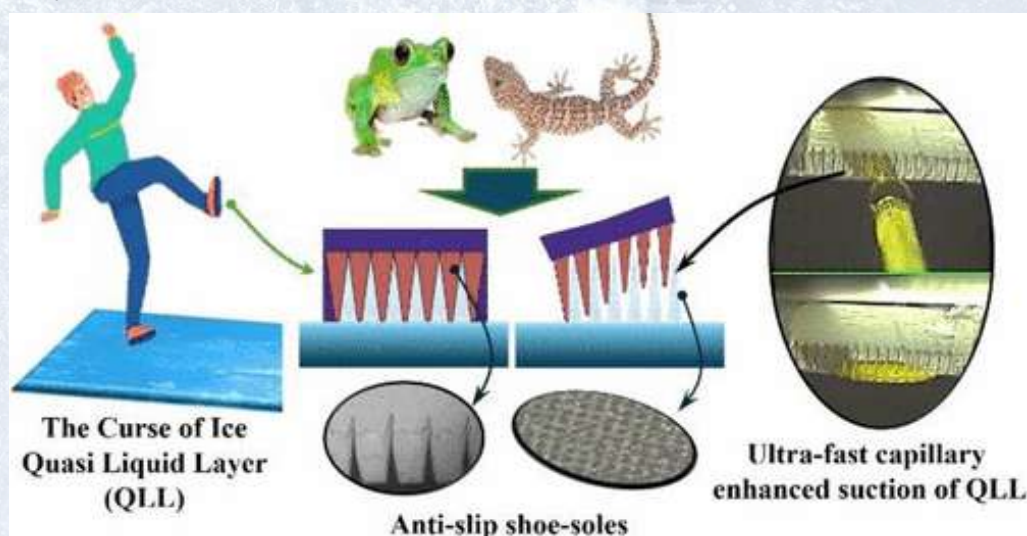 The Curse of Ice
Quasi Liquid Layer
(QLL)
Anti-slip shoe-soles
Ultra-fast capillary
enhanced suction of QLL